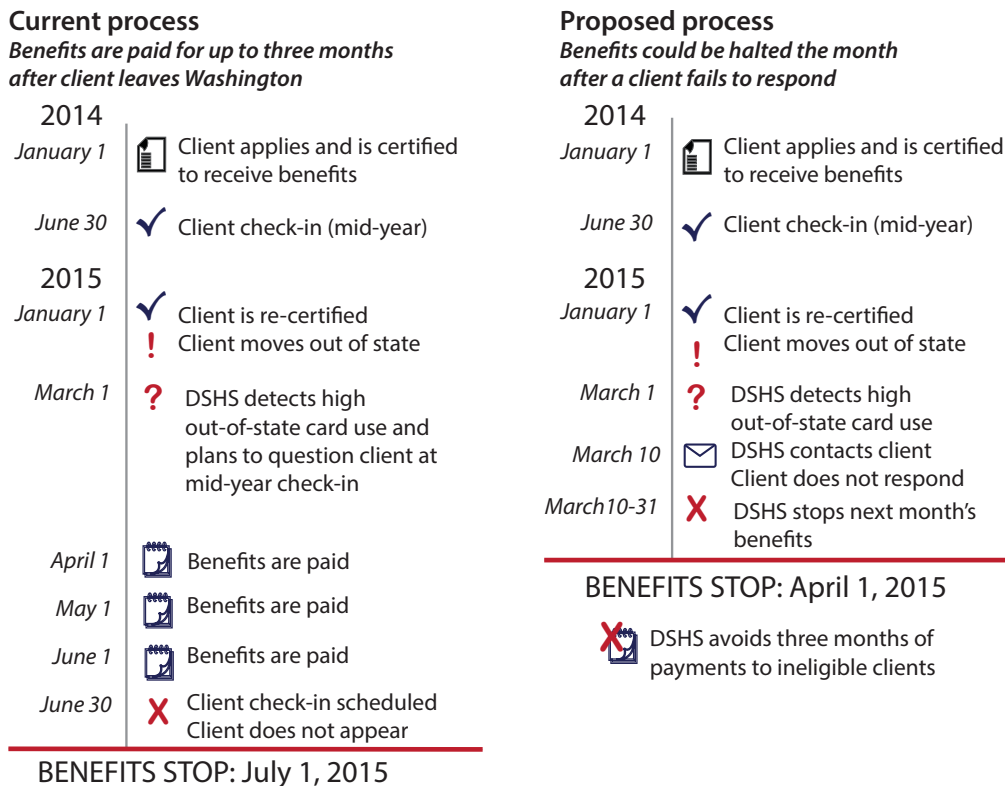 Current process
Benefits are paid for up to three months
after client leaves Washington
2014
January 1
Client applies and is certified
to receive benefits
June 30
Client check-in (mid-year)
2015
January 1
Client is re-certified
Client moves out of state
March 1
DSHS detects high
out-of-state card use and
plans to question client at
mid-year check-in
April 1
Benefits are paid
May 1
Benefits are paid
June 1
Benefits are paid
June 30
Client check-in scheduled
Client does not appear
BENEFITS STOP: July 1, 2015
Proposed process
Benefits could be halted the month
after a client fails to respond
2014
January 1
Client applies and is certified
to receive benefits
June 30
Client check-in (mid-year)
2015
January 1
Client is re-certified
Client moves out of state
March 1
DSHS detects high
out-of-state card use
March 10
DSHS contacts client
Client does not respond
March10-31
DSHS stops next month's
benefits
BENEFITS STOP: April 1, 2015
DSHS avoids three months of
payments to ineligible clients